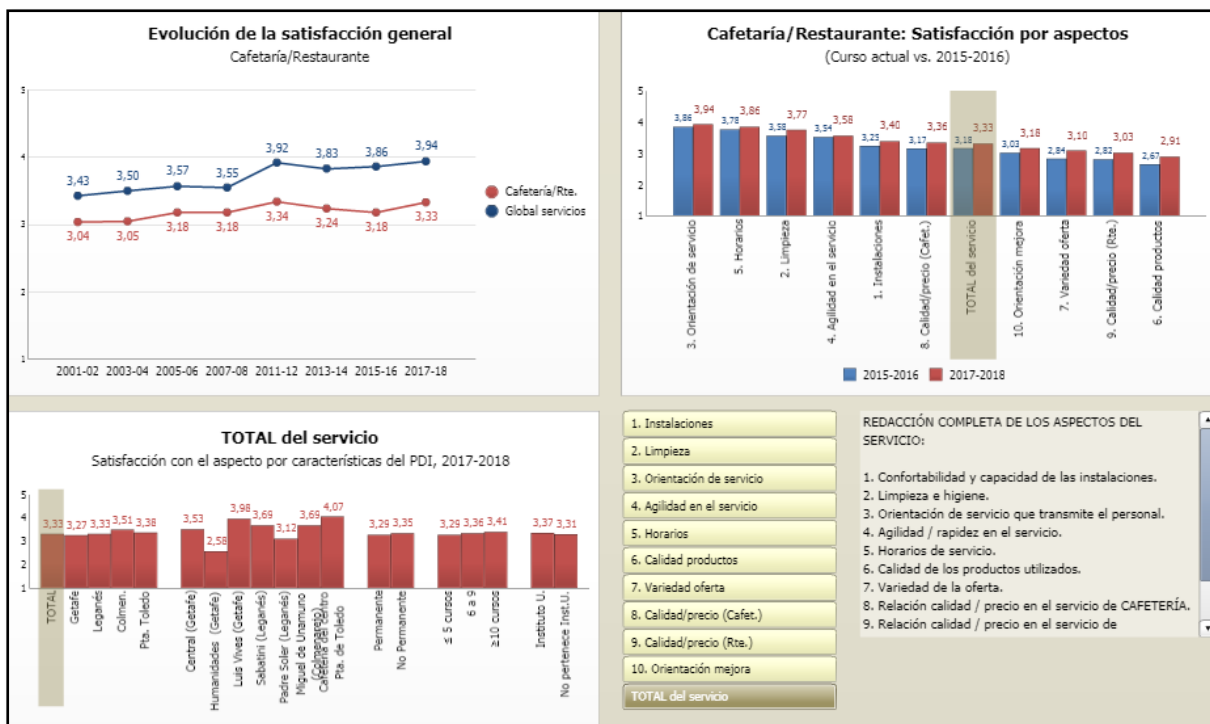 Evolución de la satisfacción general
Cafetaría/Restaurante
5
4
3
2
1
3,43
3,50
3,57
3,55
3,92
3,83
3,86
3,94
3,04
3,05
3,18
3,18
3,34
3,24
3,18
3,33
Cafetería/Rte.
Global servicios
2001-02 2003-04 2005-06 2007-08 2011-12 2013-14 2015-16 2017-18
Cafetaría/Restaurante: Satisfacción por aspectos
(Curso actual vs. 2015-2016)
5
4
3
2
1
3,86 3,94
3,78 3,86
3,58 3,77
3,54 3,58
3,25 3,40
3,17 3,36
3,18 3,33
3,03 3,18
2,84 3,10
2,82 3,03
2,67 2,91
3. Orientación de servicio
5. Horarios
2. Limpieza
4. Agilidad en el servicio
1. Instalaciones
8. Calidad/precio (Cafet.)
TOTAL del servicio
10. Orientación mejora
7. Variedad oferta
9. Calidad/precio (Rte.)
6. Calidad productos
2015-2016
2017-2018
TOTAL del servicio
Satisfacción con el aspecto por características del PDI, 2017-2018
5
4
3
2
1
3,33 3,27 3,33 3,51 3,38
3,53 2,58 3,98 3,69 3,12 3,69 4,07
3,29 3,35
3,29 3,36 3,41
3,37 3,31
TOTAL
Getafe
Leganés
Colmen.
Pta. Toledo
Central (Getafe)
Humanidades (Getafe)
Luis Vives (Getafe)
Sabatini (Leganés)
Padre Soler (Leganés)
Miguel de Unamuno
(Colmenarejo)
Cafetería del Centro
Pta. de Toledo
Permanente
No Permanente
≤ 5 cursos
6 a 9
≥10 cursos
Instituto U.
No pertenece Inst.U.
1. Instalaciones
2. Limpieza
3. Orientación de servicio
4. Agilidad en el servicio
5. Horarios
6. Calidad productos
7. Variedad oferta
8. Calidad/precio (Cafet.)
9. Calidad/precio (Rte.)
10. Orientación mejora
TOTAL del servicio
REDACCIÓN COMPLETA DE LOS ASPECTOS DEL
SERVICIO:
1. Confortabilidad y capacidad de las instalaciones.
2. Limpieza e higiene.
3. Orientación de servicio que transmite el personal.
4. Agilidad / rapidez en el servicio.
5. Horarios de servicio.
6. Calidad de los productos utilizados.
7. Variedad de la oferta.
8. Relación calidad / precio en el servicio de CAFETERÍA.
9. Relación calidad / precio en el servicio de